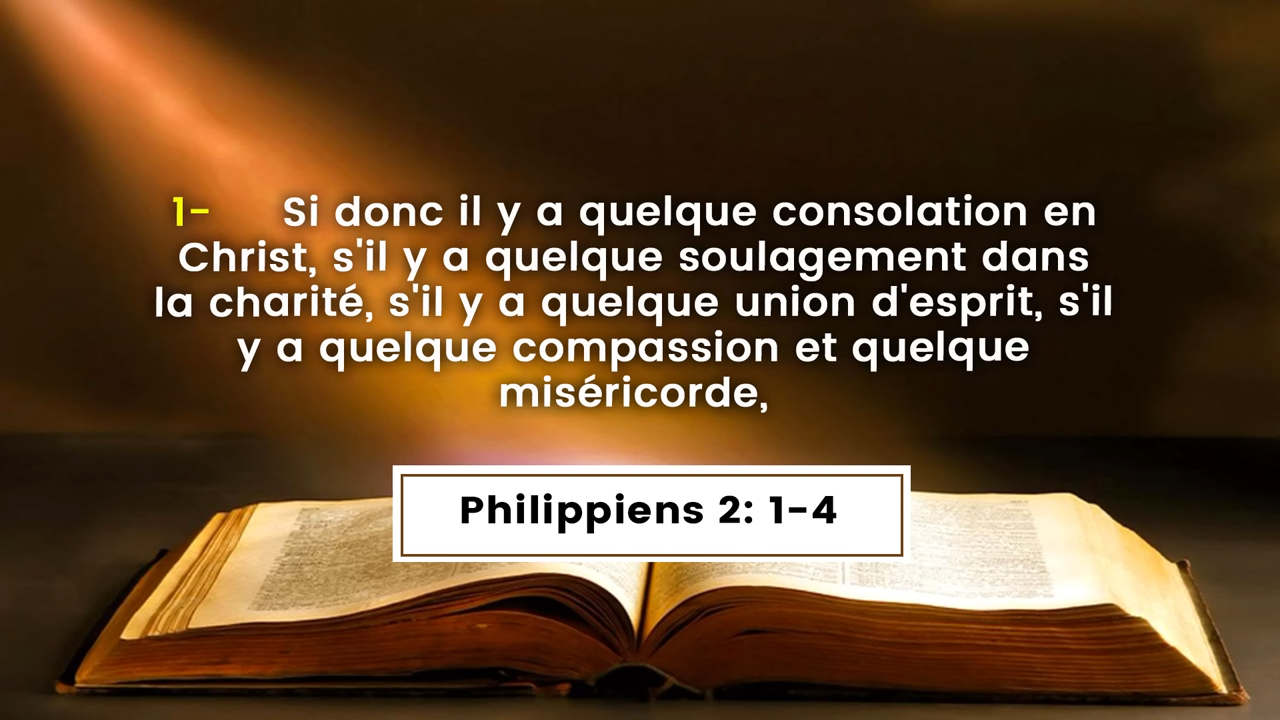 1- Si donc il y a quelque consolation en
Christ, s'il y a quelque soulagement dans
la charité, s'il y a quelque union d'esprit, s'il
y a quelque compassion et quelque
miséricorde,
Philippiens 2: 1-4